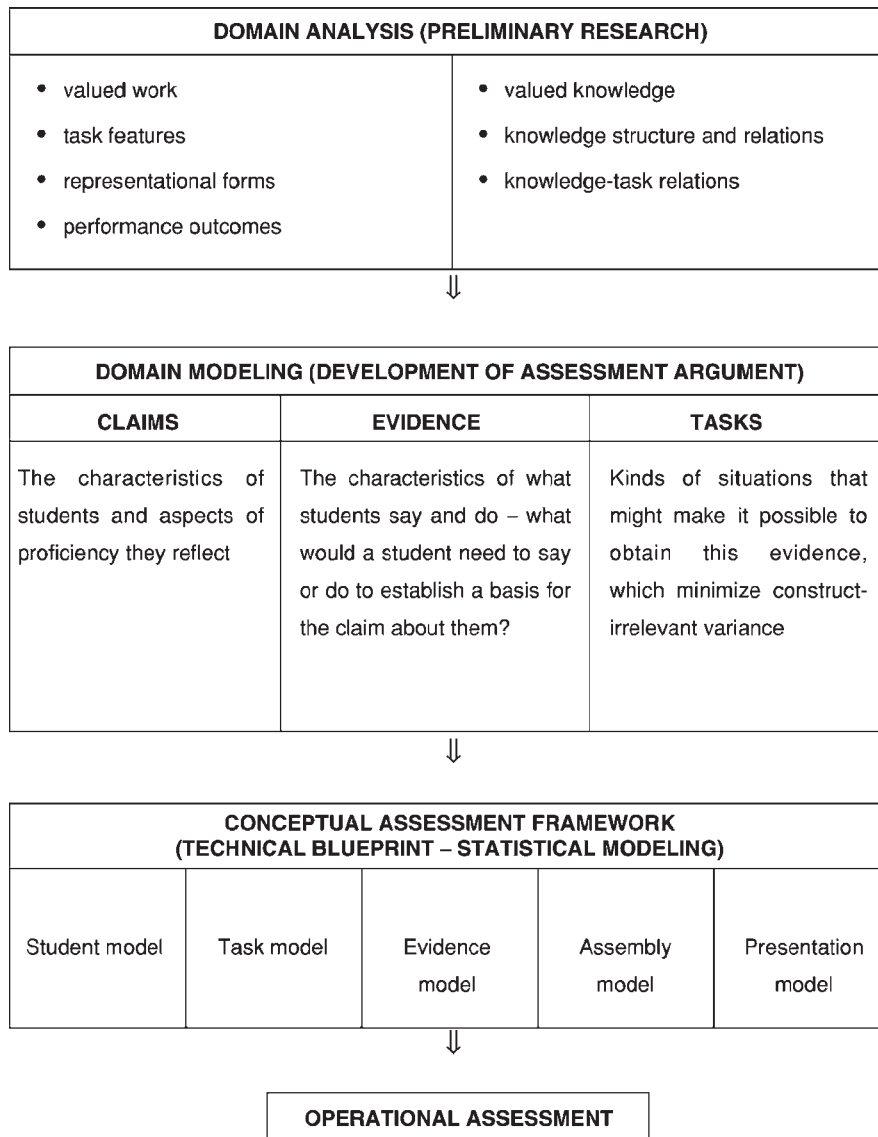 DOMAIN ANALYSIS (PRELIMINARY RESEARCH)
• valued work
• task features
• representational forms
• performance outcomes
• valued knowledge
• knowledge structure and relations
• knowledge-task relations
⇓
DOMAIN MODELING (DEVELOPMENT OF ASSESSMENT ARGUMENT)
CLAIMS
The characteristics of
students and aspects of
proficiency they reflect
EVIDENCE
The characteristics of what
students say and do – what
would a student need to say
or do to establish a basis for
the claim about them?
TASKS
Kinds of situations that
might make it possible to
obtain this evidence,
which minimize construct-
irrelevant variance
⇓
CONCEPTUAL ASSESSMENT FRAMEWORK
(TECHNICAL BLUEPRINT – STATISTICAL MODELING)
Student model
Task model
Evidence
model
Assembly
model
Presentation
model
⇓
OPERATIONAL ASSESSMENT